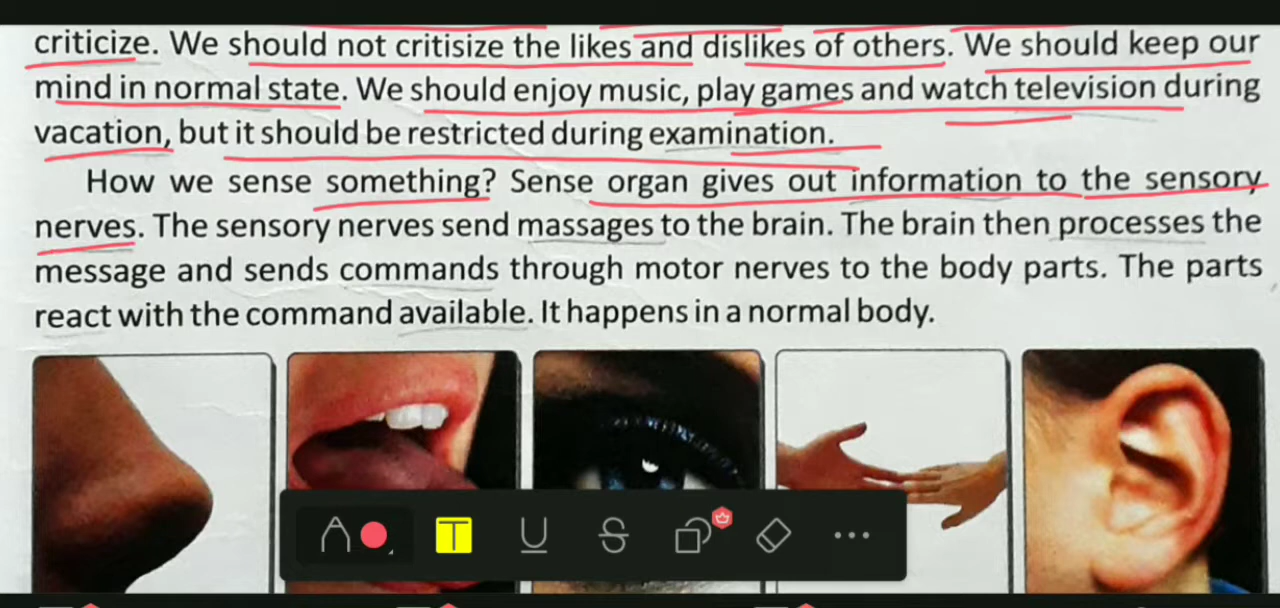 criticize. We should not critisize the likes and dislikes of others. We should keep our
mind in normal state. We should enjoy music, play games and watch television during
vacation, but it should be restricted during examination.
How we sense something? Sense organ gives out information to the sensory
nerves. The sensory nerves send massages to the brain. The brain then processes the
message and sends commands through motor nerves to the body parts. The parts
react with the command available. It happens in a normal body.